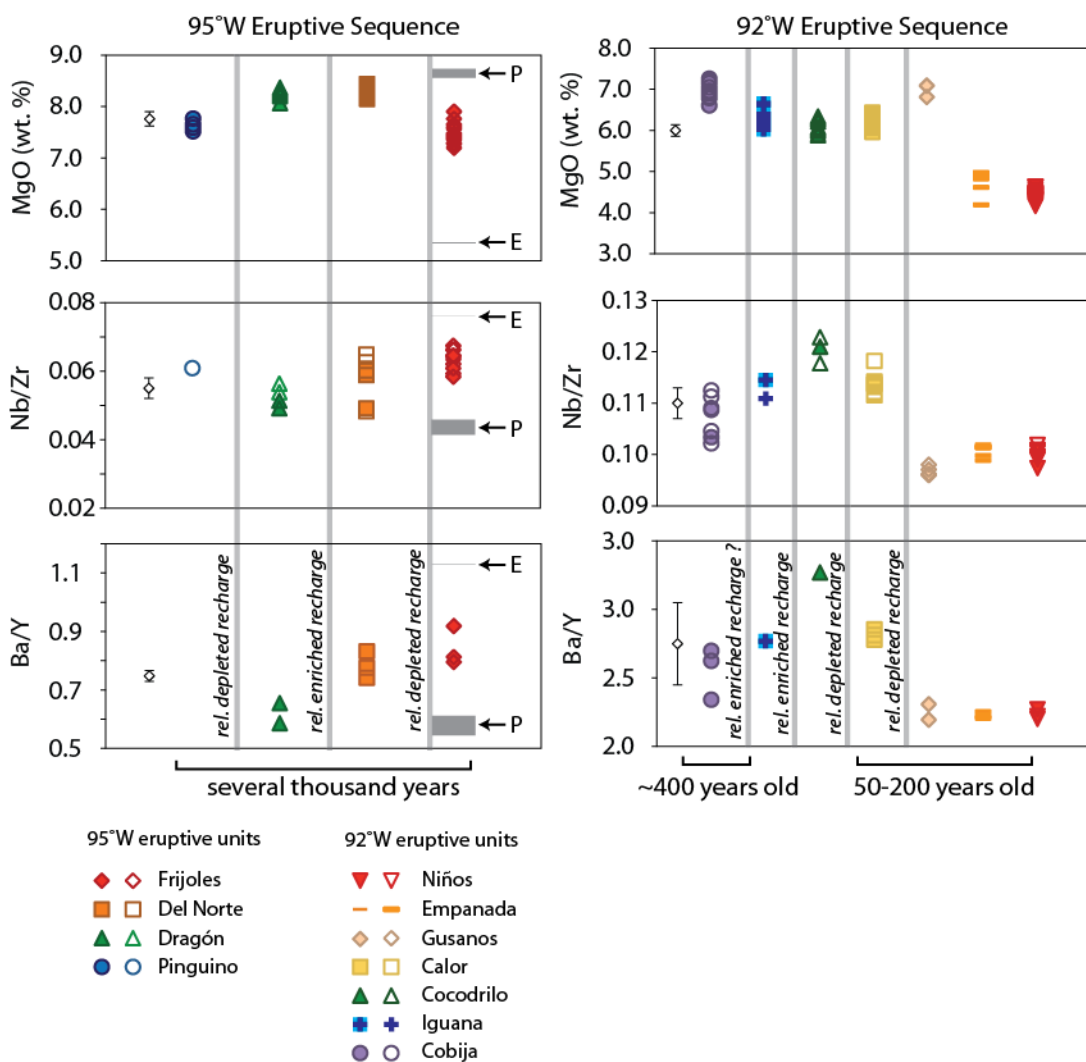 95°W Eruptive Sequence
MgO (wt. %)
9.0
8.0
7.0
6.0
5.0
P
E
Nb/Zr
0.08
0.06
0.04
0.02
E
P
Ba/Y
1.1
0.9
0.7
0.5
rel. depleted recharge
rel. enriched recharge
rel. depleted recharge
E
P
several thousand years
92°W Eruptive Sequence
MgO (wt. %)
8.0
7.0
6.0
5.0
4.0
3.0
Nb/Zr
0.13
0.12
0.11
0.10
0.09
Ba/Y
3.0
2.5
2.0
rel. enriched recharge ?
rel. enriched recharge
rel. depleted recharge
rel. depleted recharge
~400 years old
50-200 years old
95°W eruptive units
Frijoles
Del Norte
Dragón
Pinguino
92°W eruptive units
Niños
Empanada
Gusanos
Calor
Cocodrilo
Iguana
Cobija